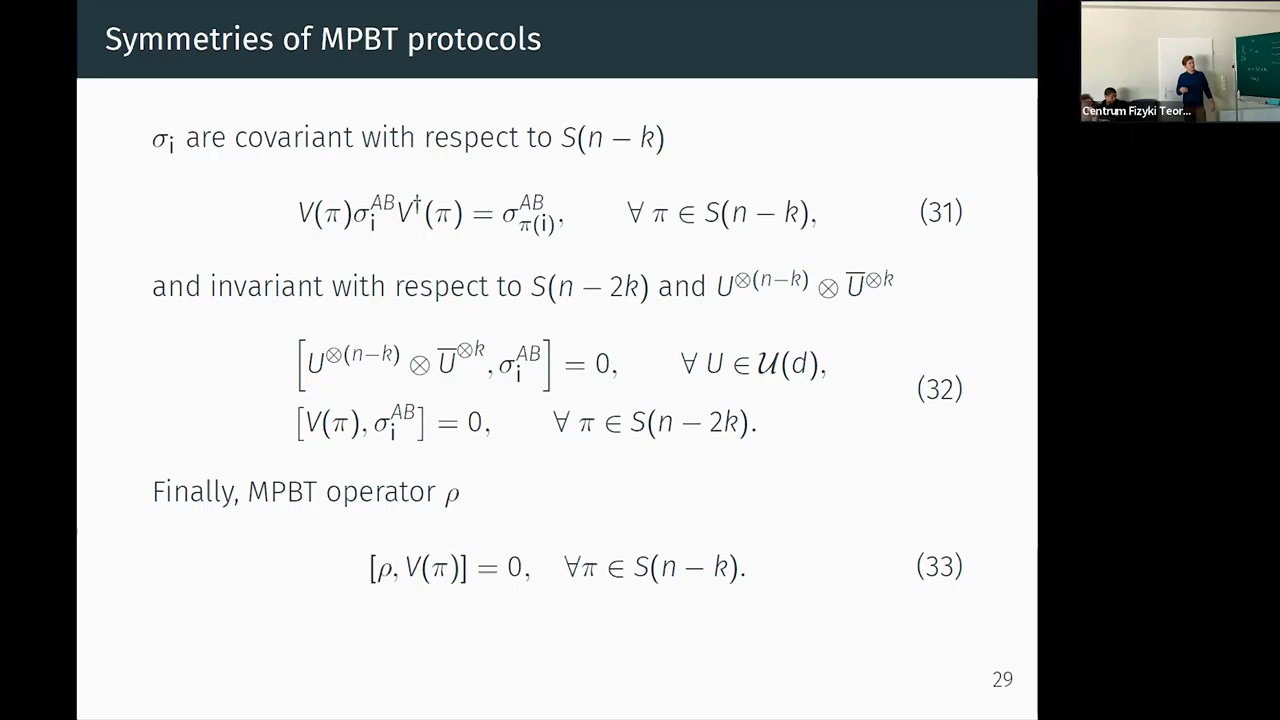 Symmetries of MPBT protocols
Centrum Fizyki Teor...
σ_i are covariant with respect to S(n − k)
V(π)σ_i^{AB}V†(π) = σ_{π(i)}^{AB}, ∀ π ∈ S(n − k), (31)
and invariant with respect to S(n − 2k) and U^{⊗(n−k)} ⊗ U̅^{⊗k}
[U^{⊗(n−k)} ⊗ U̅^{⊗k}, σ_i^{AB}] = 0, ∀ U ∈ 𝒰(d),
(32)
[V(π), σ_i^{AB}] = 0, ∀ π ∈ S(n − 2k).
Finally, MPBT operator ρ
[ρ, V(π)] = 0, ∀π ∈ S(n − k). (33)
29